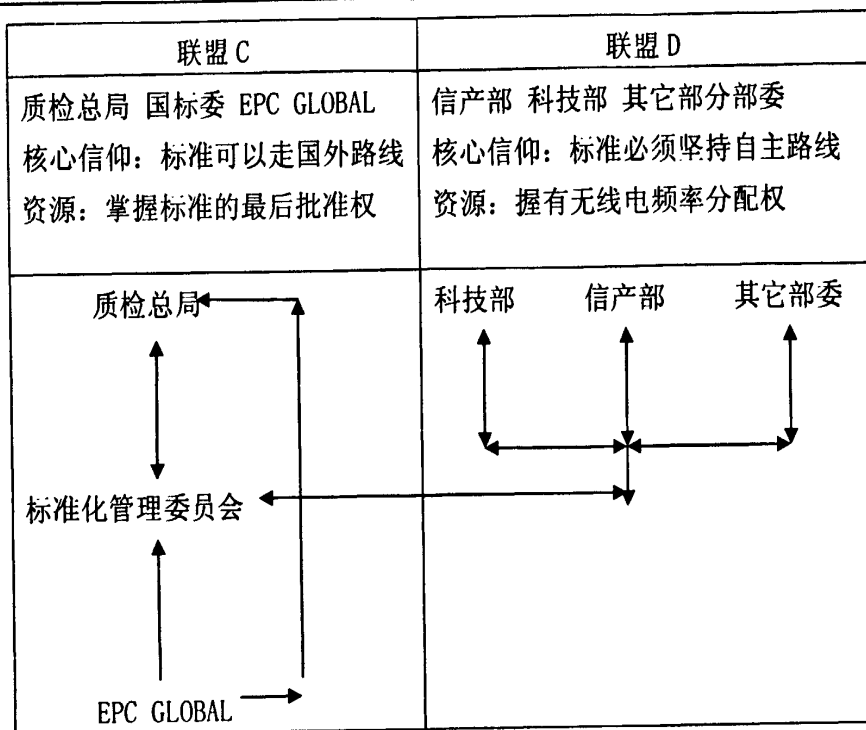 联盟C
联盟D
质检总局 国标委 EPC GLOBAL
核心信仰：标准可以走国外路线
资源：掌握标准的最后批准权
信产部 科技部 其它部分部委
核心信仰：标准必须坚持自主路线
资源：握有无线电频率分配权
质检总局
科技部 信产部 其它部委
标准化管理委员会
EPC GLOBAL